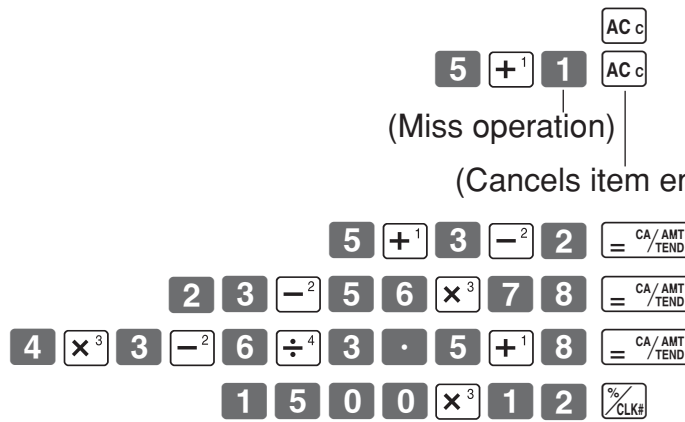 AC C
5 + 1 1 AC C
(Miss operation)
(Cancels item
5 + 1 3 − 2 2 = CA/AMT TEND
2 3 − 2 5 6 × 3 7 8 = CA/AMT TEND
4 × 3 3 − 2 6 ÷ 4 3 · 5 + 1 8 = CA/AMT TEND
1 5 0 0 × 3 1 2 %/CLK#